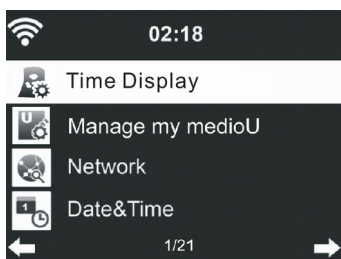 02:18
Time Display
Manage my medioU
Network
Date&Time
1/21